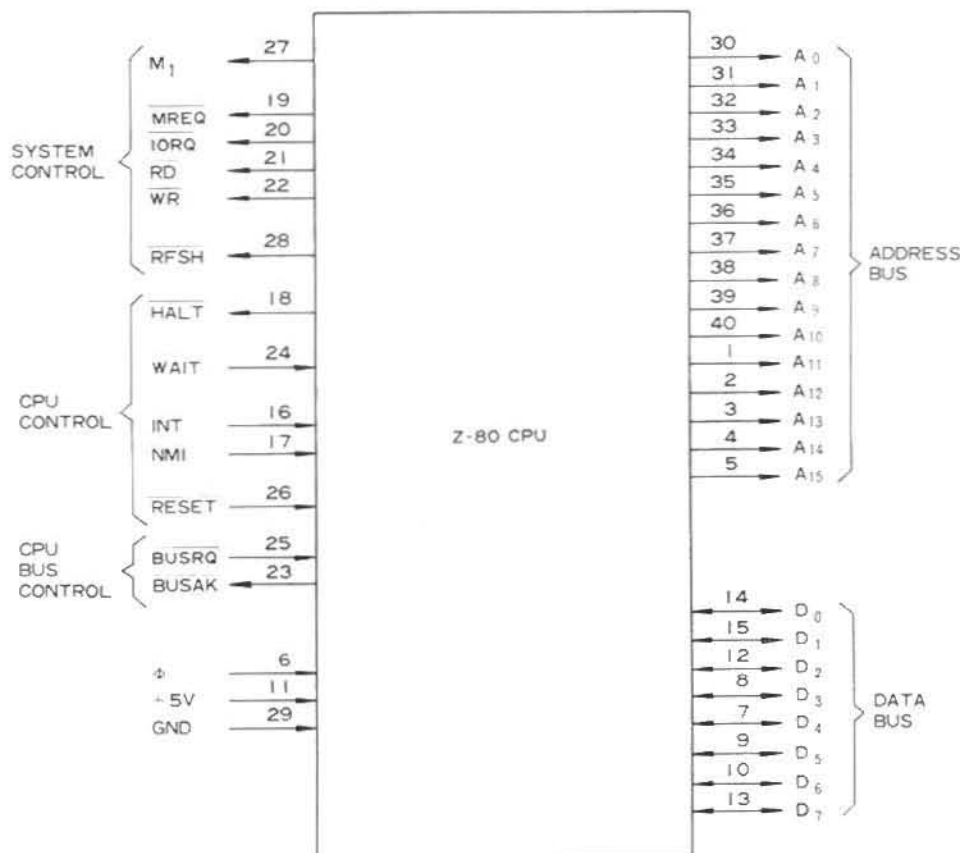 SYSTEM
CONTROL
27
M1
19
MREQ
20
IORQ
21
RD
22
WR
28
RFSH
CPU
CONTROL
18
HALT
24
WAIT
16
INT
17
NMI
26
RESET
CPU
BUS
CONTROL
25
BUSRQ
23
BUSAK
6
Φ
11
+5V
29
GND
Z-80 CPU
30 A0
31 A1
32 A2
33 A3
34 A4
35 A5
36 A6
37 A7
38 A8
39 A9
40 A10
1 A11
2 A12
3 A13
4 A14
5 A15
ADDRESS
BUS
14 D0
15 D1
12 D2
8 D3
7 D4
9 D5
10 D6
13 D7
DATA
BUS